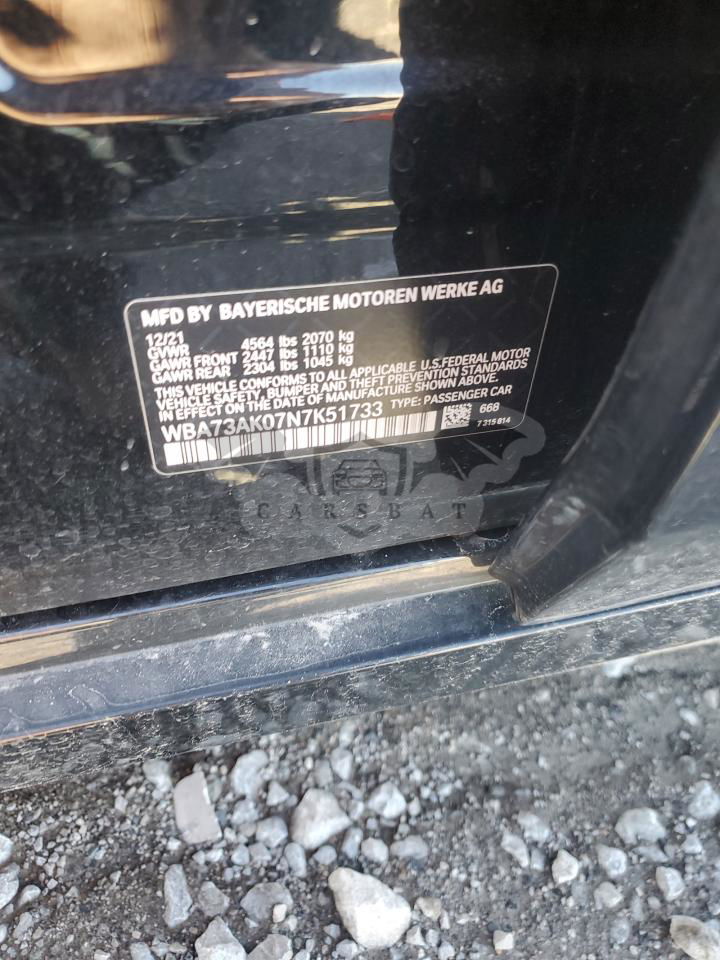 MFD BY BAYERISCHE MOTOREN WERKE AG
12/21
GVWR 4564 lbs 2070 kg
GAWR FRONT 2447 lbs 1110 kg
GAWR REAR 2304 lbs 1045 kg
THIS VEHICLE CONFORMS TO ALL APPLICABLE U.S.FEDERAL MOTOR
VEHICLE SAFETY, BUMPER AND THEFT PREVENTION STANDARDS
IN EFFECT ON THE DATE OF MANUFACTURE SHOWN ABOVE.
WBA73AK07N7K51733 TYPE: PASSENGER CAR
668
7 315 814
CARSBAT